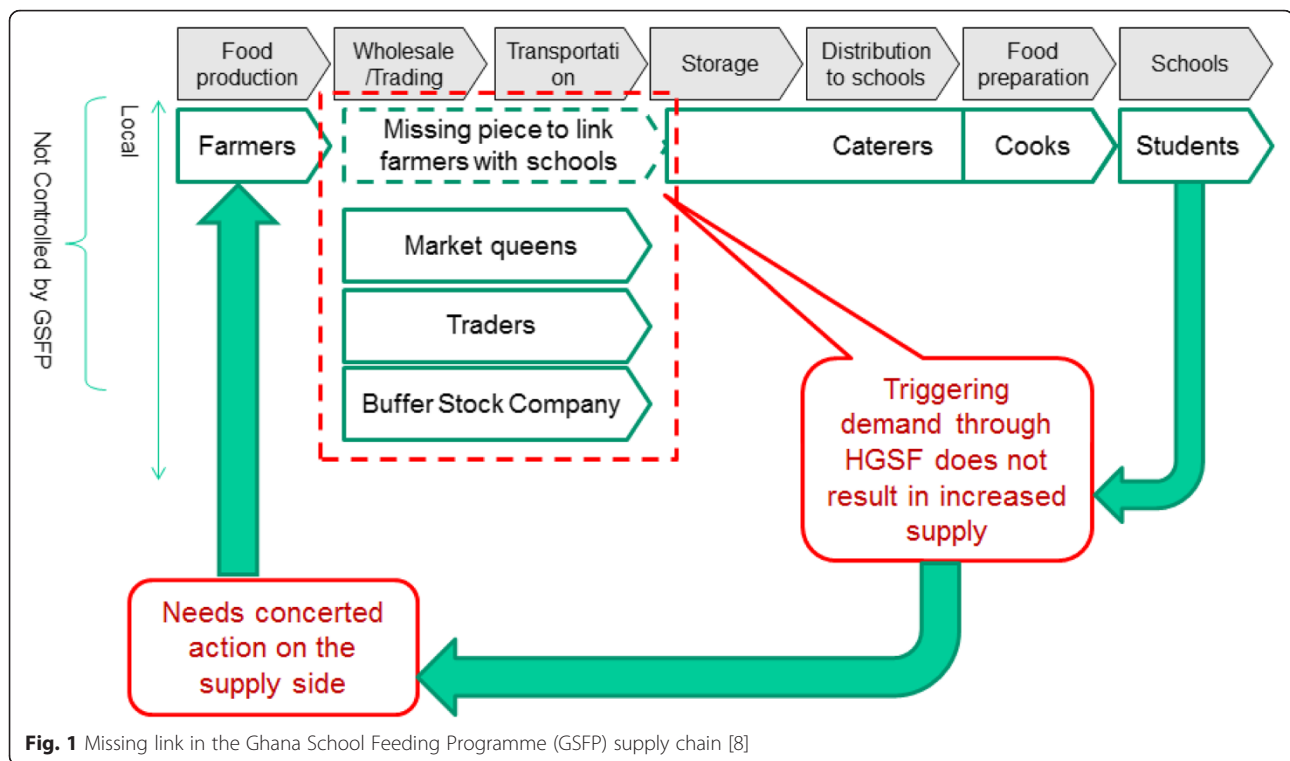 Food
production
Wholesale
/Trading
Transportati
on
Storage
Distribution
to schools
Food
preparation
Schools
Not Controlled by GSFP
Local
Farmers
Missing piece to link
farmers with schools
Caterers
Cooks
Students
Market queens
Traders
Buffer Stock Company
Triggering
demand through
HGSF does not
result in increased
supply
Needs concerted
action on the
supply side
Fig. 1 Missing link in the Ghana School Feeding Programme (GSFP) supply chain [8]